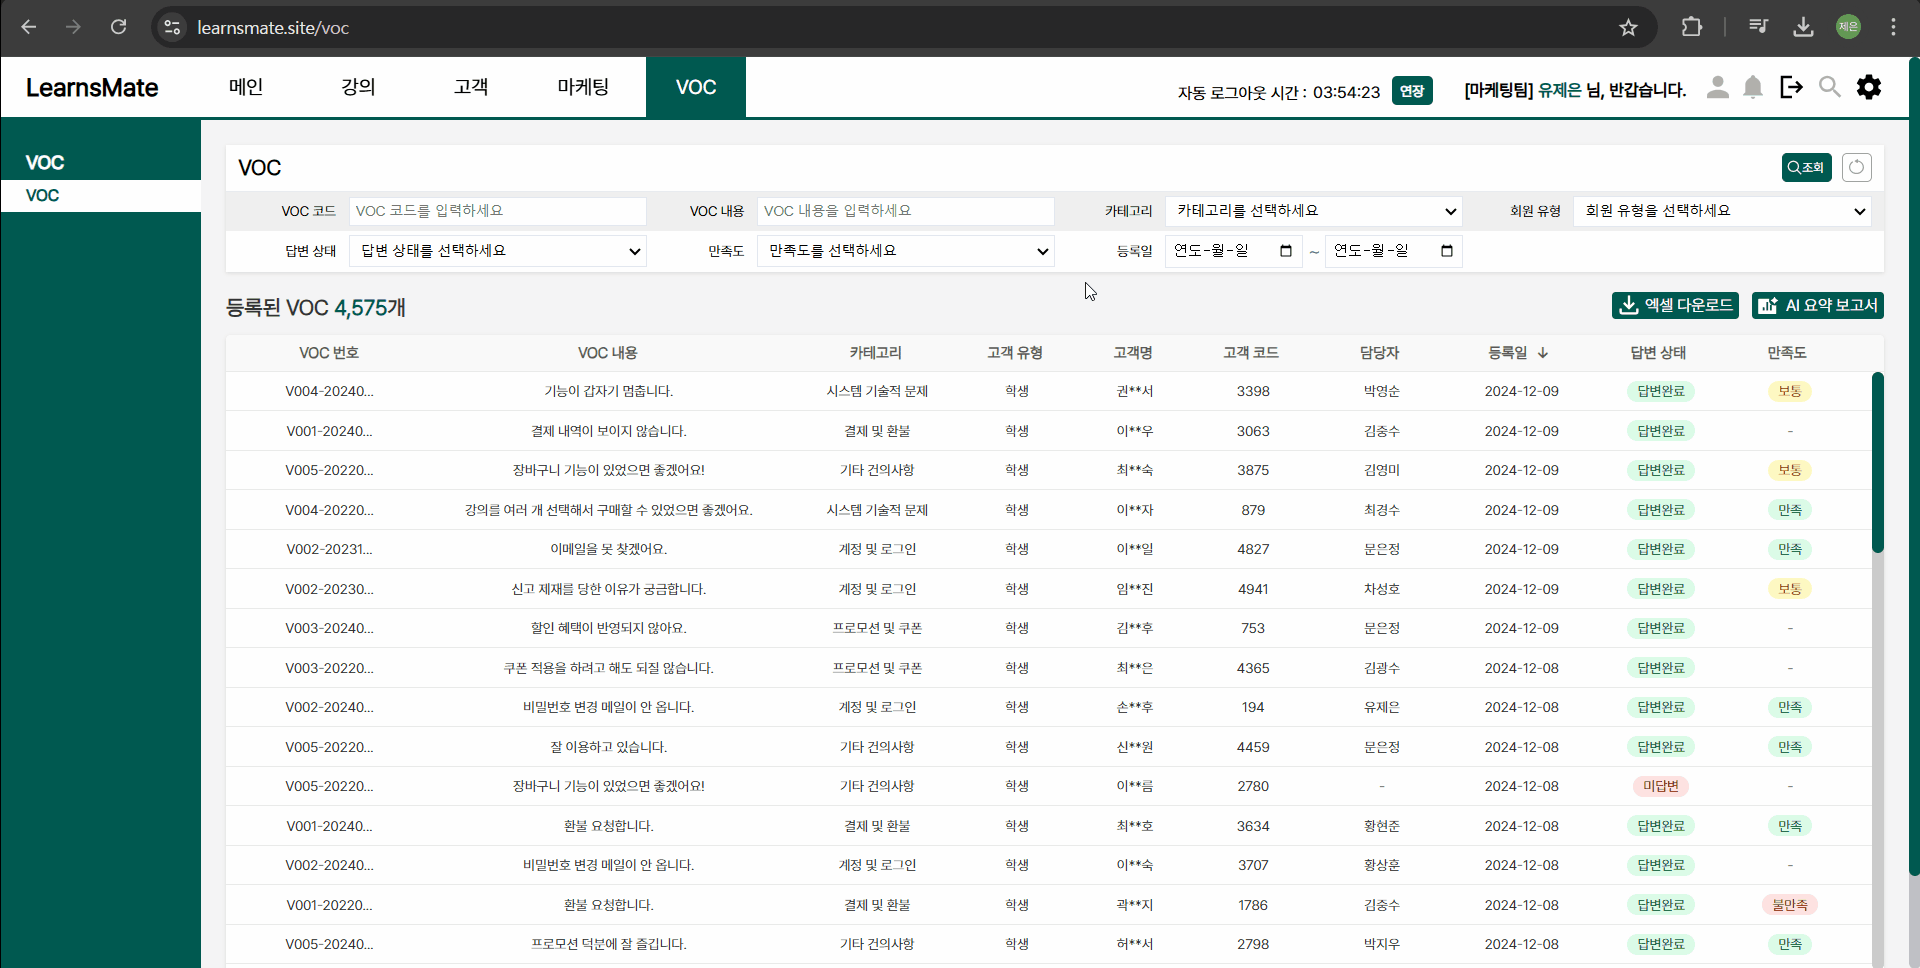 learnsmate.site/voc
제은
LearnsMate 메인 강의 고객 마케팅 VOC 자동 로그아웃 시간 : 03:54:23 연장 [마케팅팀] 유제은 님, 반갑습니다.
VOC
VOC
VOC 조회
VOC 코드 VOC 코드를 입력하세요 VOC 내용 VOC 내용을 입력하세요 카테고리 카테고리를 선택하세요 회원 유형 회원 유형을 선택하세요
답변 상태 답변 상태를 선택하세요 만족도 만족도를 선택하세요 등록일 연도-월-일 ~ 연도-월-일
등록된 VOC 4,575개 엑셀 다운로드 AI 요약 보고서
VOC 번호 VOC 내용 카테고리 고객 유형 고객명 고객 코드 담당자 등록일 ↓ 답변 상태 만족도
V004-20240... 기능이 갑자기 멈춥니다. 시스템 기술적 문제 학생 권**서 3398 박영순 2024-12-09 답변완료 보통
V001-20240... 결제 내역이 보이지 않습니다. 결제 및 환불 학생 이**우 3063 김중수 2024-12-09 답변완료 -
V005-20220... 장바구니 기능이 있었으면 좋겠어요! 기타 건의사항 학생 최**숙 3875 김영미 2024-12-09 답변완료 보통
V004-20220... 강의를 여러 개 선택해서 구매할 수 있었으면 좋겠어요. 시스템 기술적 문제 학생 이**자 879 최경수 2024-12-09 답변완료 만족
V002-20231... 이메일을 못 찾겠어요. 계정 및 로그인 학생 이**일 4827 문은정 2024-12-09 답변완료 만족
V002-20230... 신고 제재를 당한 이유가 궁금합니다. 계정 및 로그인 학생 임**진 4941 차성호 2024-12-09 답변완료 보통
V003-20240... 할인 혜택이 반영되지 않아요. 프로모션 및 쿠폰 학생 김**후 753 문은정 2024-12-09 답변완료 -
V003-20220... 쿠폰 적용을 하려고 해도 되질 않습니다. 프로모션 및 쿠폰 학생 최**은 4365 김광수 2024-12-08 답변완료 -
V002-20240... 비밀번호 변경 메일이 안 옵니다. 계정 및 로그인 학생 손**후 194 유제은 2024-12-08 답변완료 만족
V005-20220... 잘 이용하고 있습니다. 기타 건의사항 학생 신**원 4459 문은정 2024-12-08 답변완료 만족
V005-20220... 장바구니 기능이 있었으면 좋겠어요! 기타 건의사항 학생 이**름 2780 - 2024-12-08 미답변 -
V001-20240... 환불 요청합니다. 결제 및 환불 학생 최**호 3634 황현준 2024-12-08 답변완료 만족
V002-20240... 비밀번호 변경 메일이 안 옵니다. 계정 및 로그인 학생 이**숙 3707 황상훈 2024-12-08 답변완료 -
V001-20220... 환불 요청합니다. 결제 및 환불 학생 곽**지 1786 김중수 2024-12-08 답변완료 불만족
V005-20240... 프로모션 덕분에 잘 즐깁니다. 기타 건의사항 학생 허**서 2798 박지우 2024-12-08 답변완료 만족